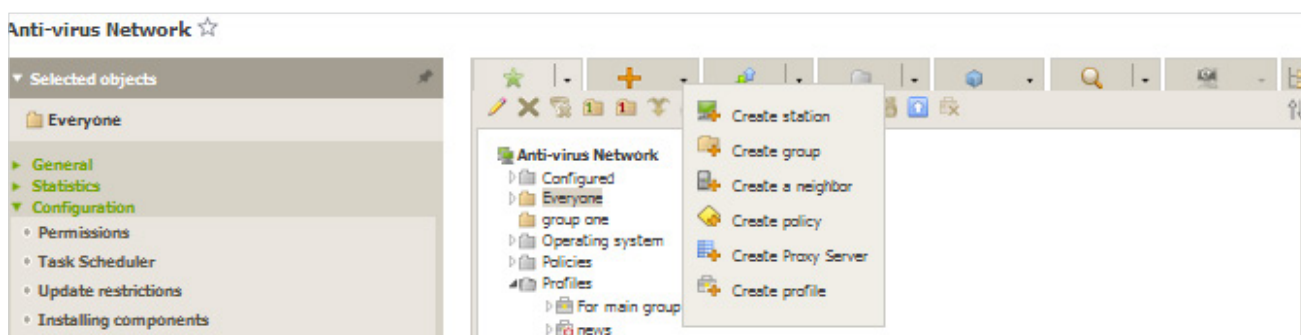 Anti-virus Network
Selected objects
Everyone
General
Statistics
Configuration
Permissions
Task Scheduler
Update restrictions
Installing components
Anti-virus Network
Configured
Everyone
group one
Operating system
Policies
Profiles
For main group
news
Create station
Create group
Create a neighbor
Create policy
Create Proxy Server
Create profile